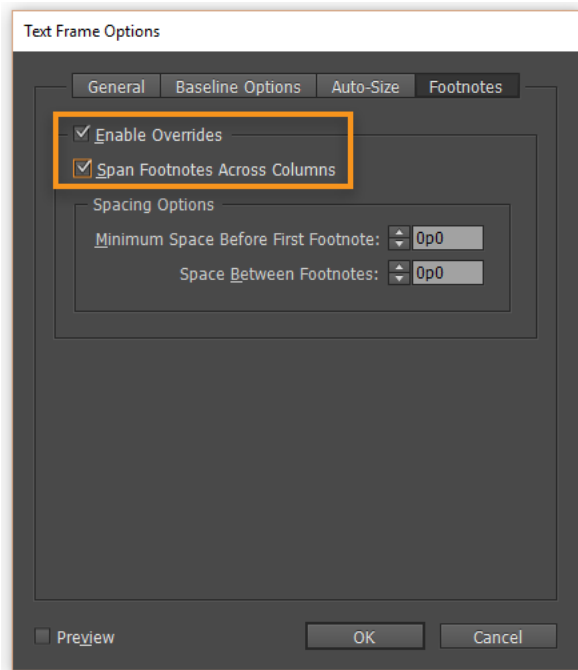 Text Frame Options
General Baseline Options Auto-Size Footnotes
Enable Overrides
Span Footnotes Across Columns
Spacing Options
Minimum Space Before First Footnote: 0p0
Space Between Footnotes: 0p0
Preview OK Cancel